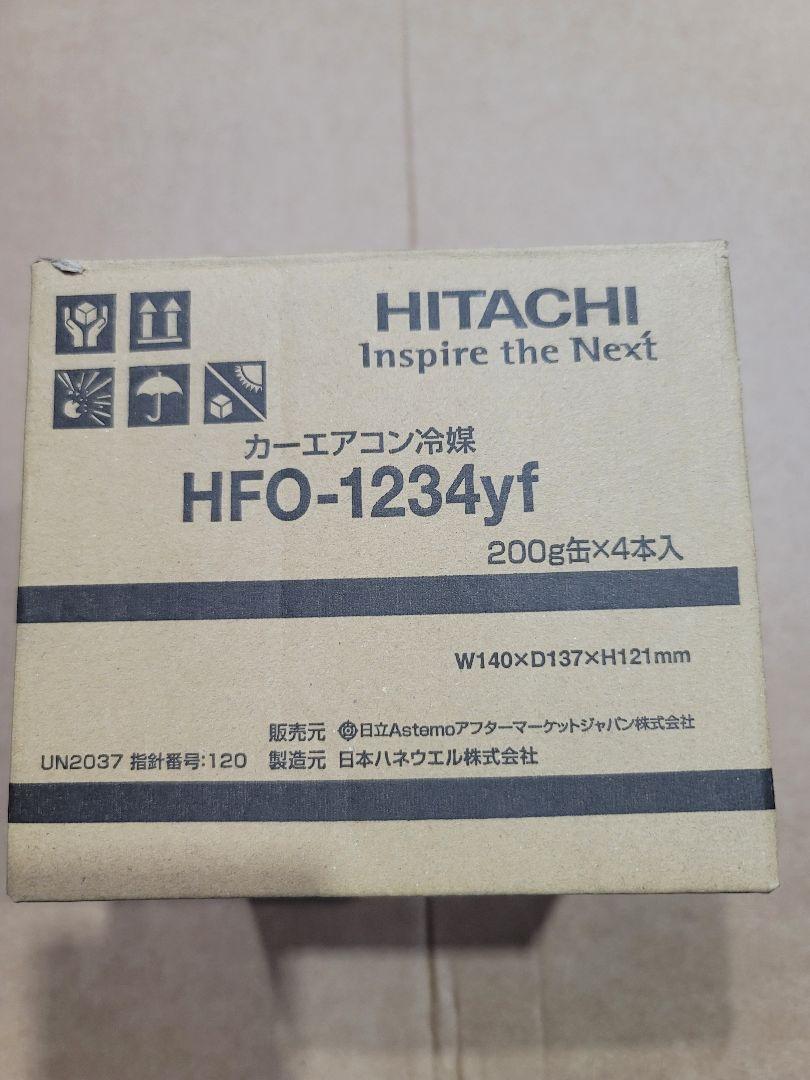 HITACHI
Inspire the Next
カーエアコン冷媒
HFO-1234yf
200g缶×4本入
W140×D137×H121mm
販売元 日立Astemoアフターマーケットジャパン株式会社
UN2037 指針番号:120 製造元 日本ハネウエル株式会社